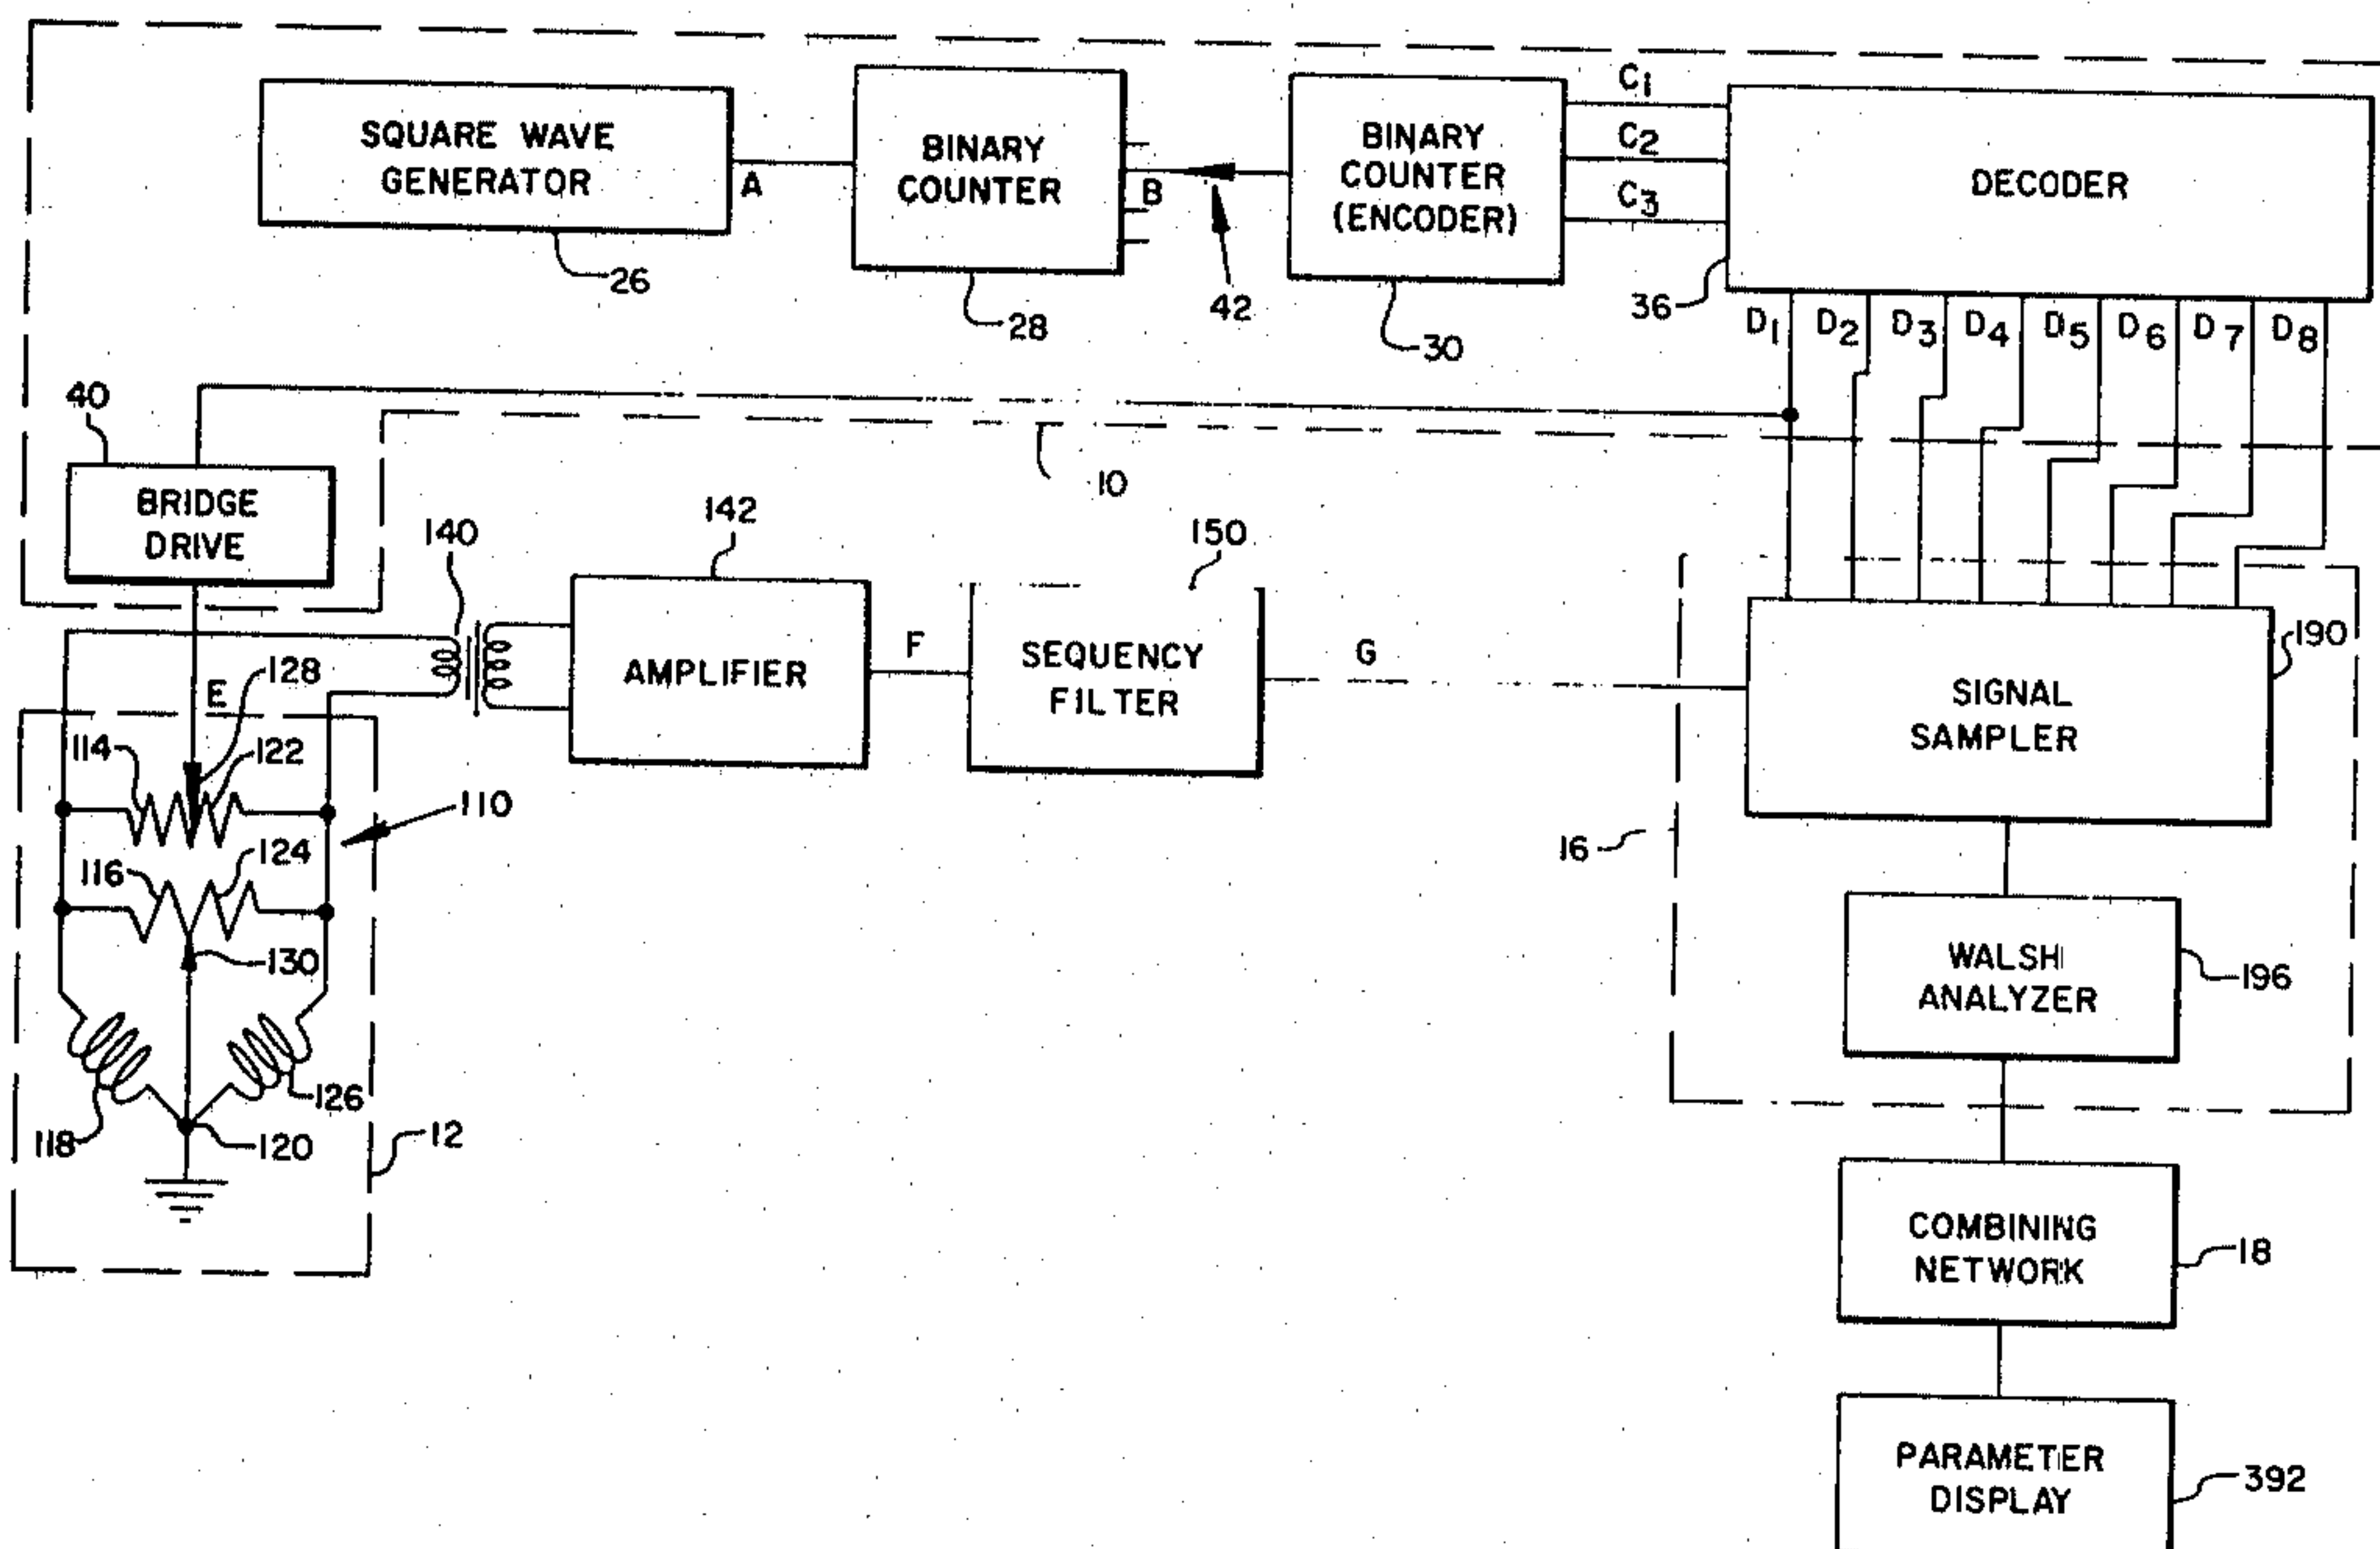 SQUARE WAVE
GENERATOR
26
A
BINARY
COUNTER
28
B
42
BINARY
COUNTER
(ENCODER)
30
C1
C2
C3
DECODER
36
D1
D2
D3
D4
D5
D6
D7
D8
40
BRIDGE
DRIVE
10
E
128
114
122
110
116
124
130
118
126
120
12
140
142
AMPLIFIER
F
150
SEQUENCY
FILTER
G
SIGNAL
SAMPLER
190
16
WALSH
ANALYZER
196
COMBINING
NETWORK
18
PARAMETER
DISPLAY
392